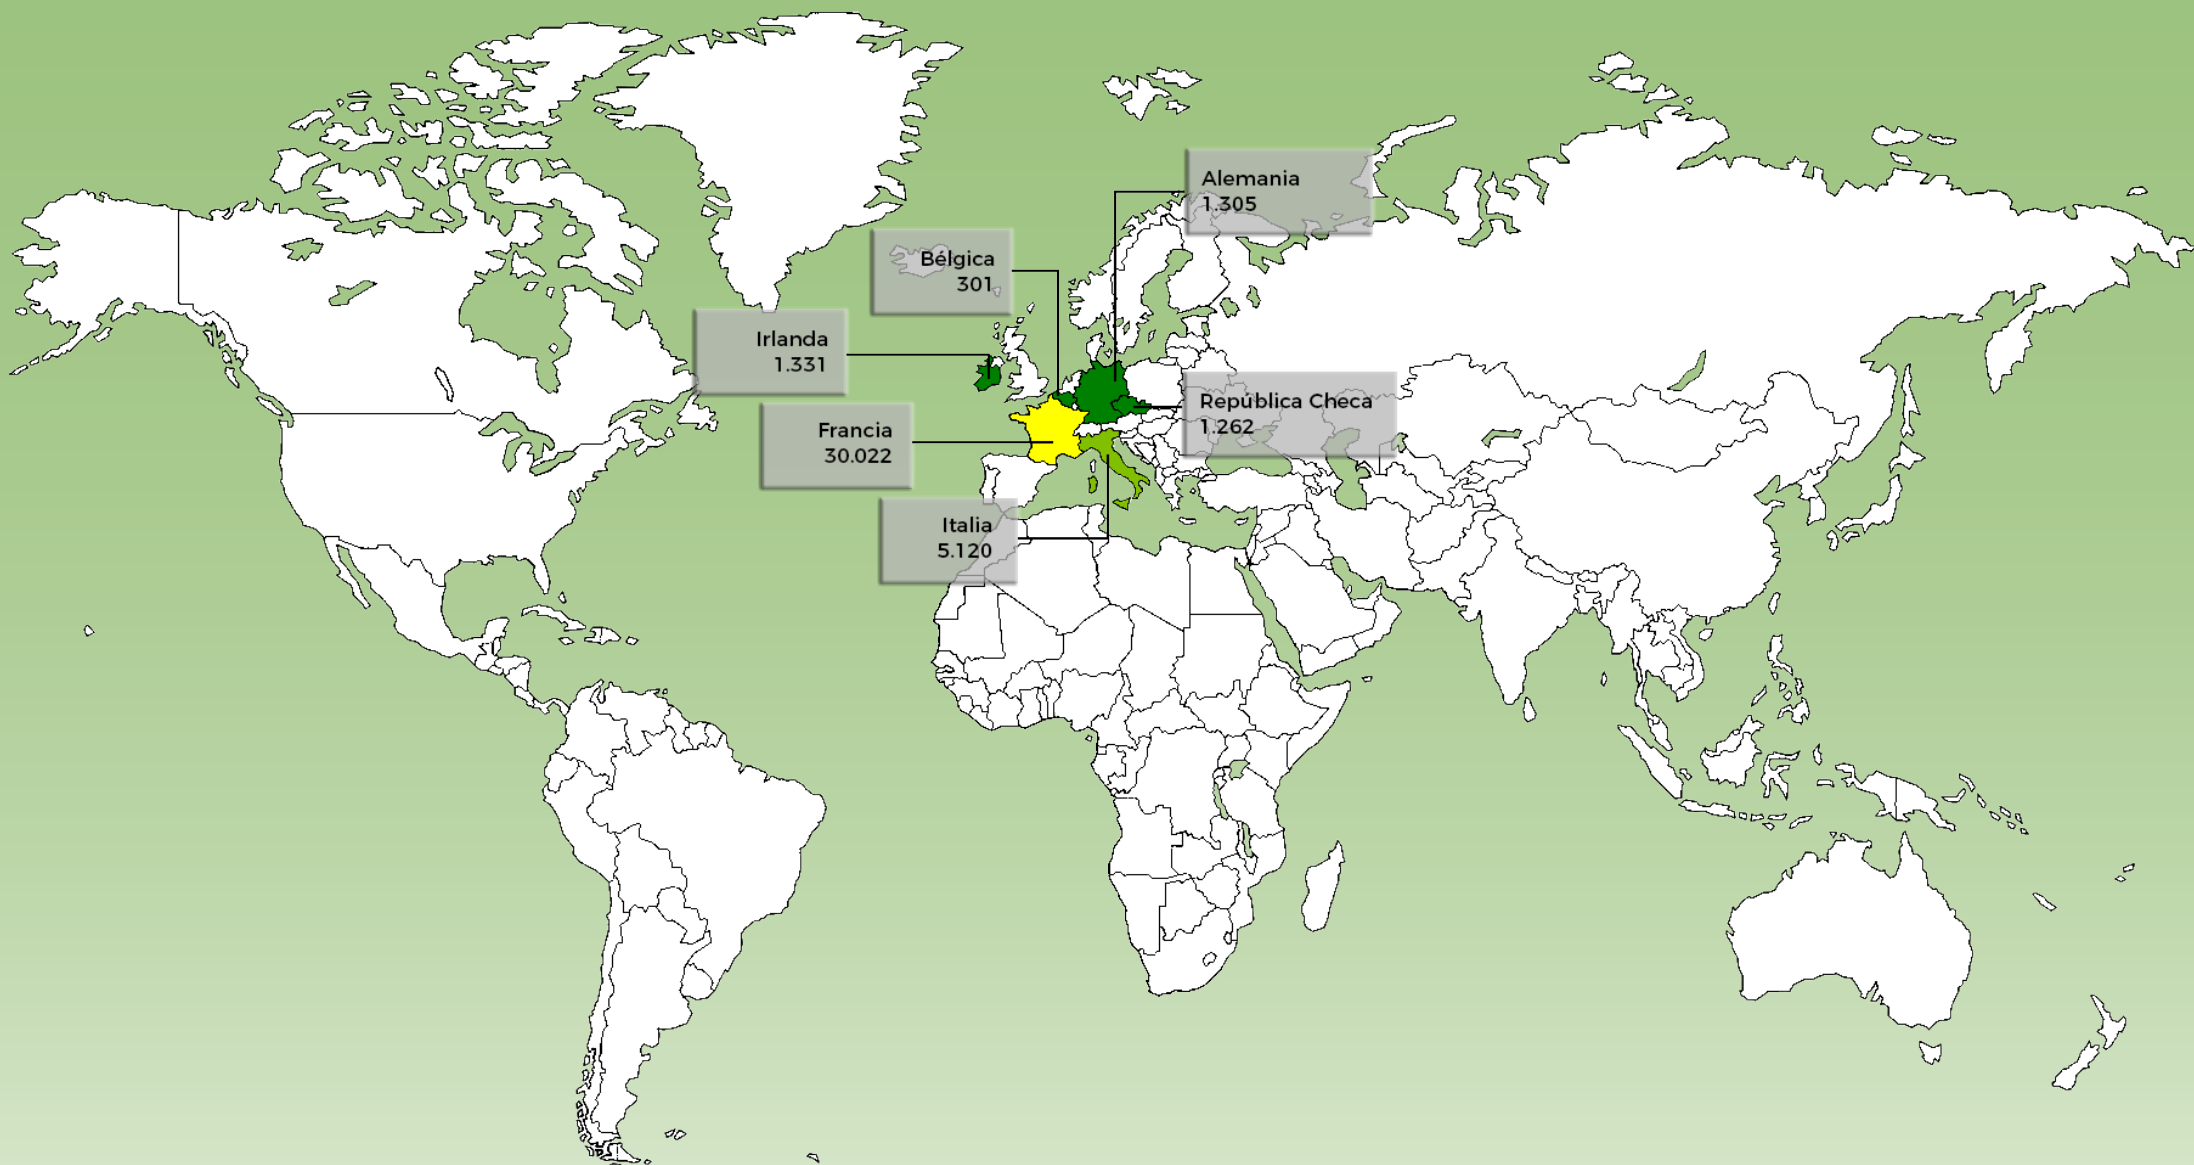 Alemania
1.305
Bélgica
301
Irlanda
1.331
República Checa
1.262
Francia
30.022
Italia
5.120